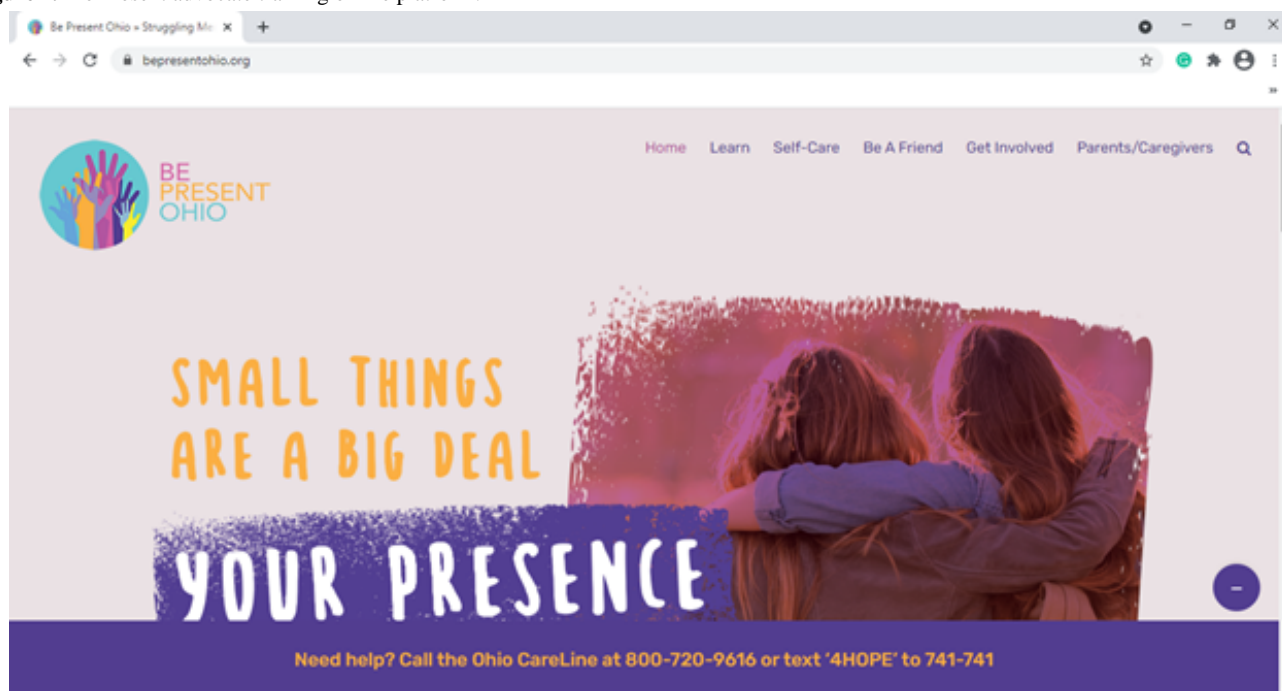 Be Present Ohio » Struggling Me
bepresentohio.org
BE
PRESENT
OHIO
Home Learn Self-Care Be A Friend Get Involved Parents/Caregivers
SMALL THINGS
ARE A BIG DEAL
YOUR PRESENCE
Need help? Call the Ohio CareLine at 800-720-9616 or text '4HOPE' to 741-741